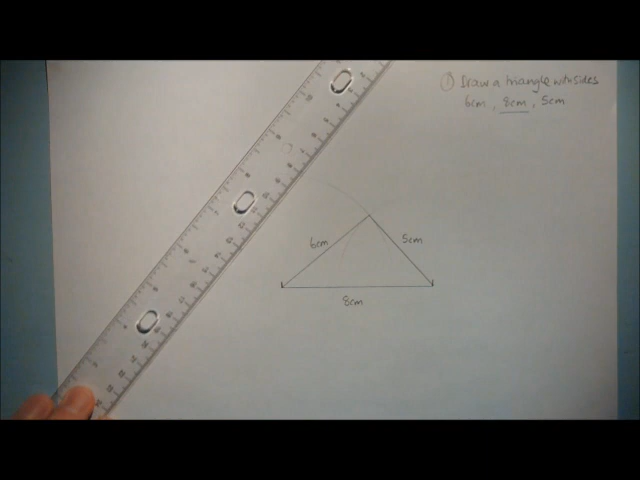 ① Draw a triangle with sides
6cm, 8cm, 5cm
6cm
5cm
8cm